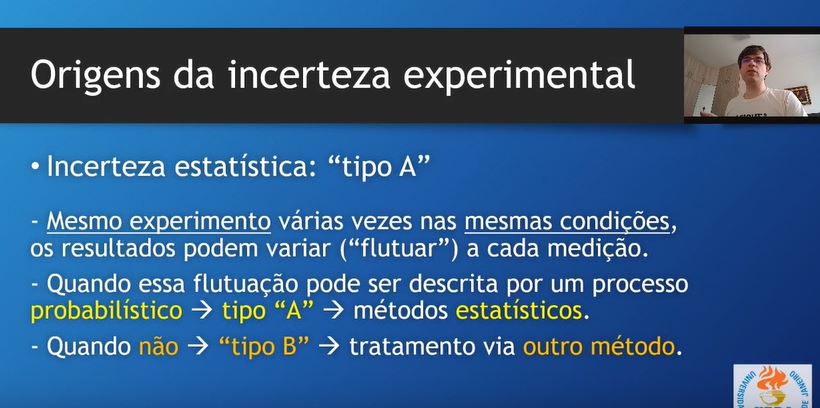 Origens da incerteza experimental
• Incerteza estatística: “tipo A”
- Mesmo experimento várias vezes nas mesmas condições,
os resultados podem variar (“flutuar”) a cada medição.
- Quando essa flutuação pode ser descrita por um processo
probabilístico → tipo “A” → métodos estatísticos.
- Quando não → “tipo B” → tratamento via outro método.
DE JANEIRO